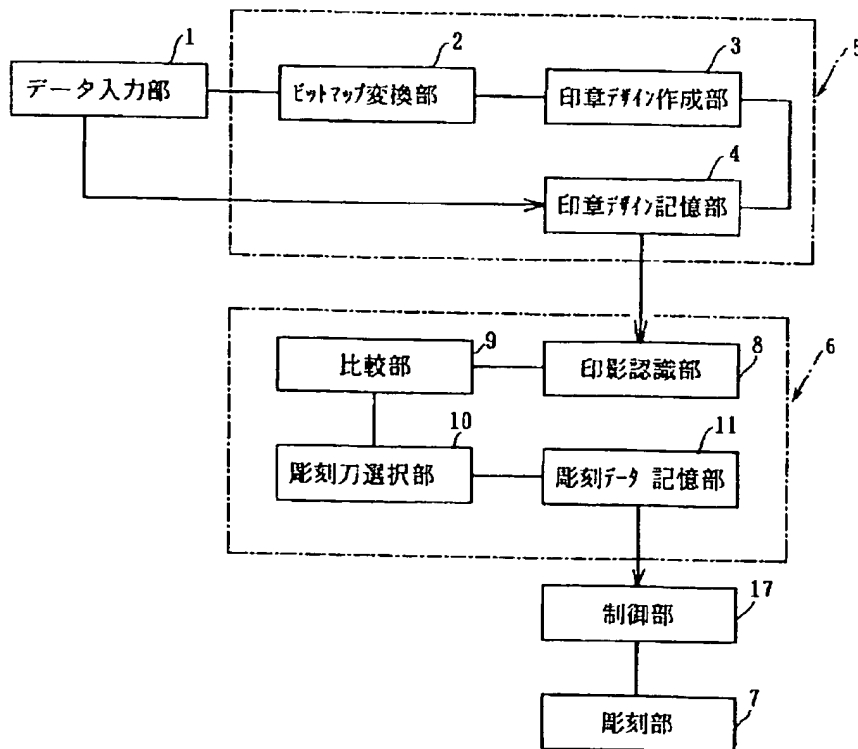 1
データ入力部
2
ビットマップ変換部
3
印章デザイン作成部
5
4
印章デザイン記憶部
9
比較部
8
印影認識部
6
10
彫刻刀選択部
11
彫刻データ 記憶部
17
制御部
7
彫刻部